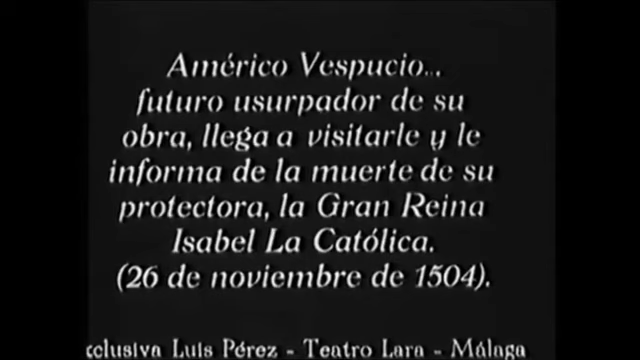 Américo Vespucio...
futuro usurpador de su
obra, llega a visitarle y le
informa de la muerte de su
protectora, la Gran Reina
Isabel La Católica.
(26 de noviembre de 1504).
xclusiva Luis Pérez - Teatro Lara - Málaga